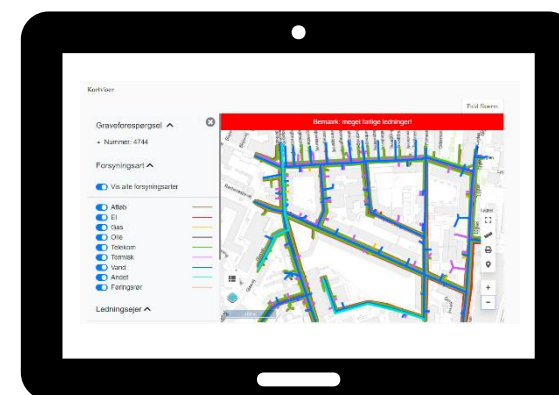 Kortviser
Fuld Skærm
Graveforespørgsel
Bemærk: meget farlige ledninger!
• Nummer: 4744
Forsyningsart
Vis alle forsyningsarter
Afløb
El
Gas
Olie
Telekom
Termisk
Vand
Andet
Føringsrør
Ledningsejer